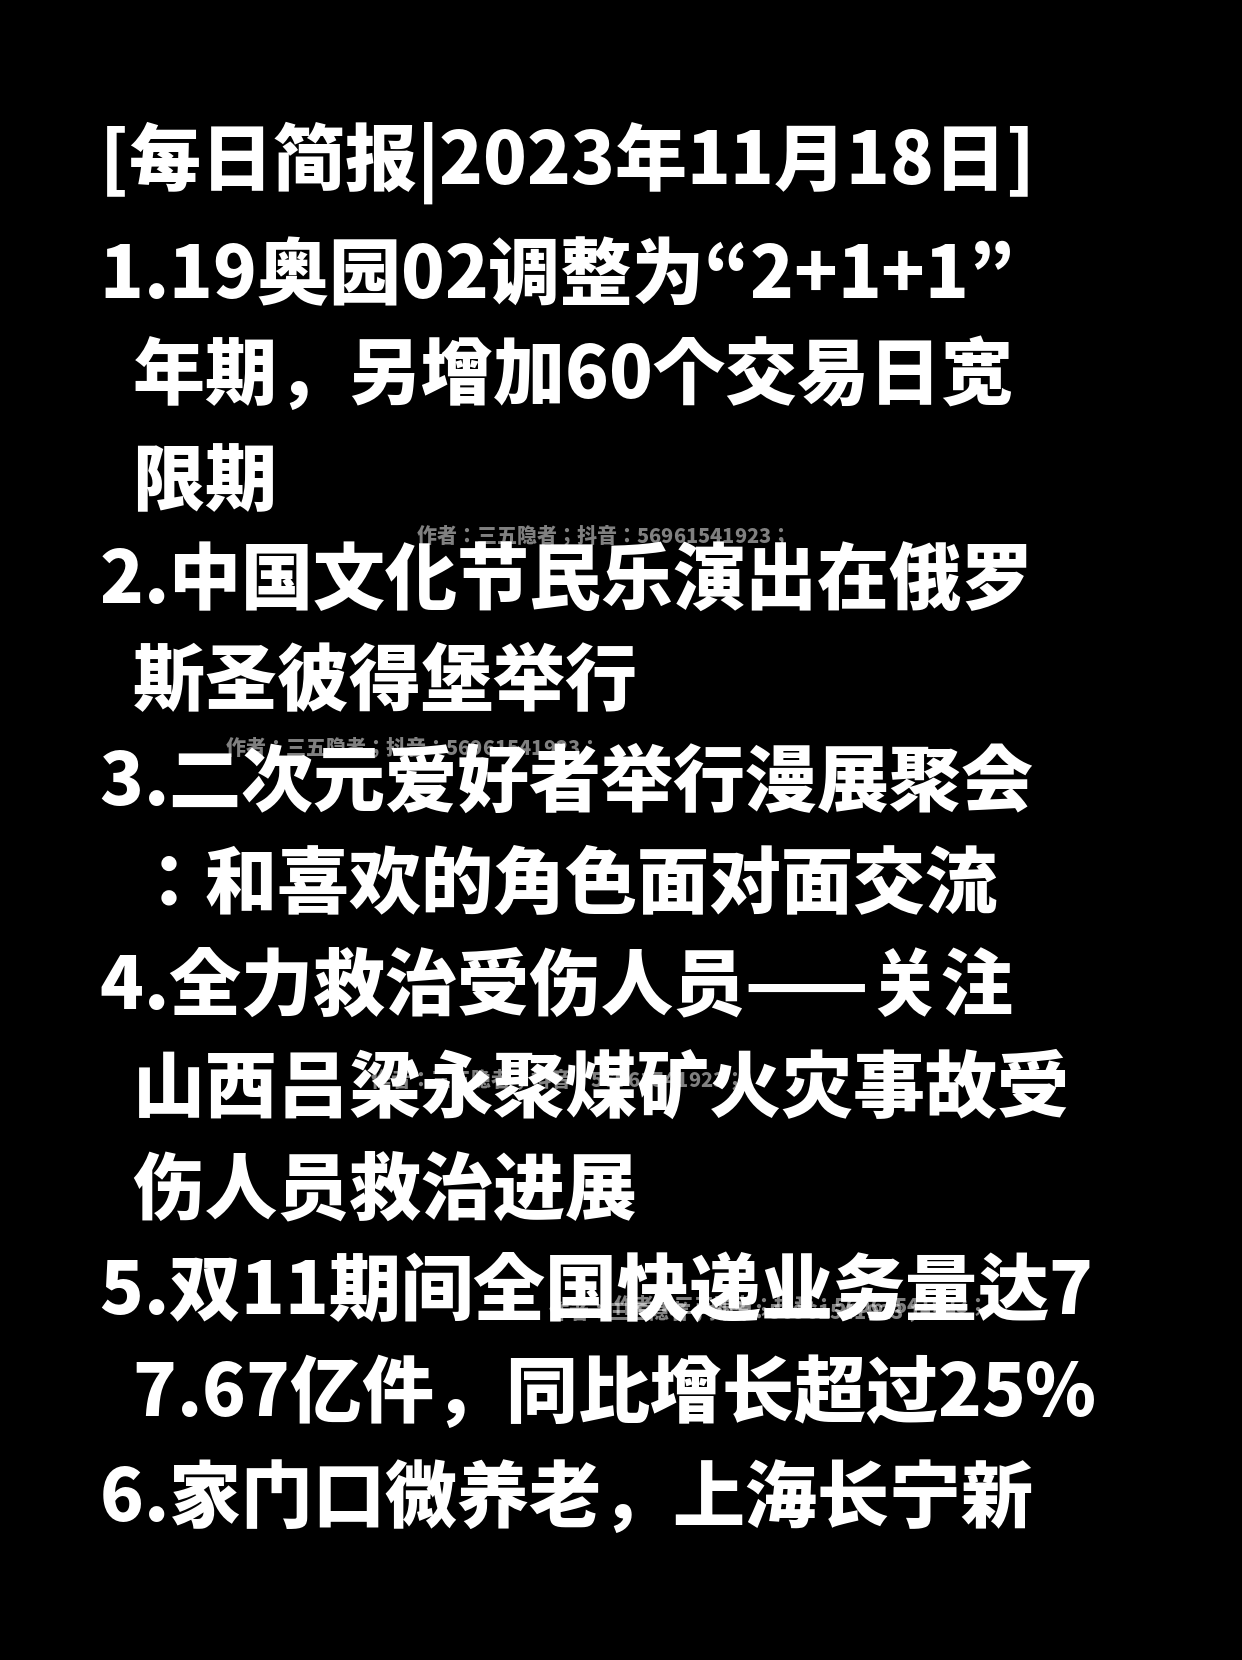 [每日简报|2023年11月18日]
1.19奥园02调整为“2+1+1”
年期，另增加60个交易日宽
限期
作者：三五隐者；抖音：56961541923；
2.中国文化节民乐演出在俄罗
斯圣彼得堡举行
作者：三五隐者；抖音：56961541923；
3.二次元爱好者举行漫展聚会
：和喜欢的角色面对面交流
4.全力救治受伤人员——关注
山西吕梁永聚煤矿火灾事故受
伤人员救治进展
5.双11期间全国快递业务量达7
7.67亿件，同比增长超过25%
6.家门口微养老，上海长宁新